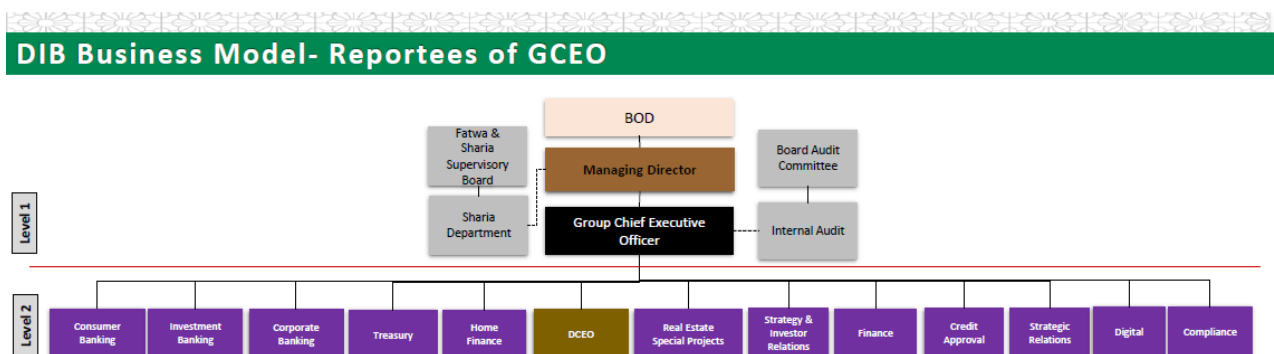 DIB Business Model- Reportees of GCEO
BOD
Fatwa &
Sharia
Supervisory
Board
Managing Director
Board Audit
Committee
Level 1
Sharia
Department
Group Chief Executive
Officer
Internal Audit
Level 2
Consumer
Banking
Investment
Banking
Corporate
Banking
Treasury
Home
Finance
DCEO
Real Estate
Special Projects
Strategy &
Investor
Relations
Finance
Credit
Approval
Strategic
Relations
Digital
Compliance